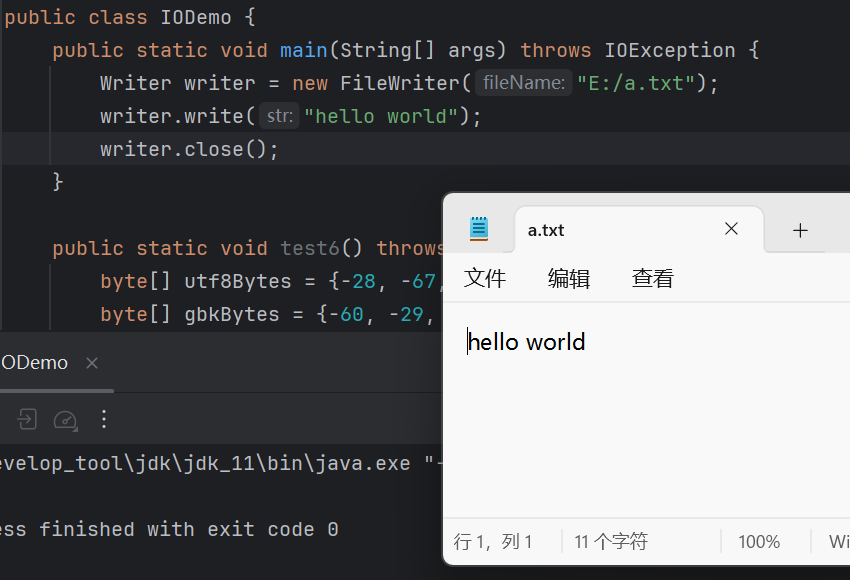 public class IODemo {
public static void main(String[] args) throws IOException {
Writer writer = new FileWriter( fileName: "E:/a.txt");
writer.write( str: "hello world");
writer.close();
}
public static void test6() throws
byte[] utf8Bytes = {-28, -67,
byte[] gbkBytes = {-60, -29,
a.txt
文件 编辑 查看
hello world
行 1，列 1 11 个字符 100% Wi
ODemo
evelop_tool\jdk\jdk_11\bin\java.exe "-
ess finished with exit code 0